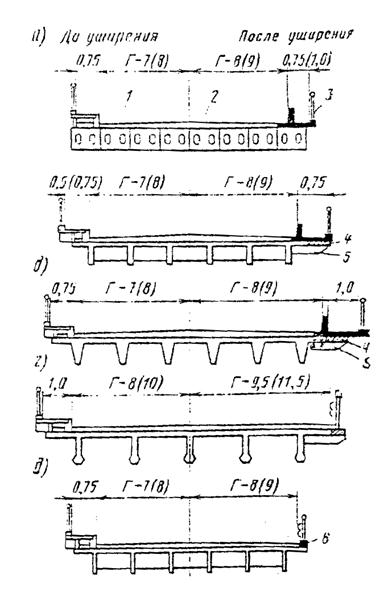 а) До уширения После уширения
0,75 Г–7(8) Г–8(9) 0,75(1,0)
1 2 3
0,5(0,75) Г–7(8) Г–8(9) 0,75
4
5
б)
0,75 Г–7(8) Г–8(9) 1,0
4
5
г)
1,0 Г–8(10) Г–9,5(11,5)
д)
0,75 Г–7(8) Г–8(9)
6